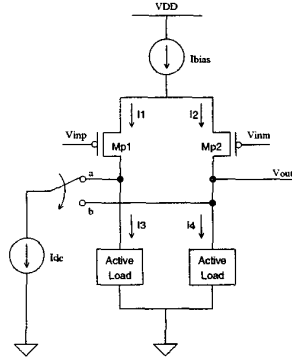 VDD
Ibias
I1 I2
Vinp Mp1 Mp2 Vinm
Vout
a
b
I3 I4
Idc
Active Load Active Load